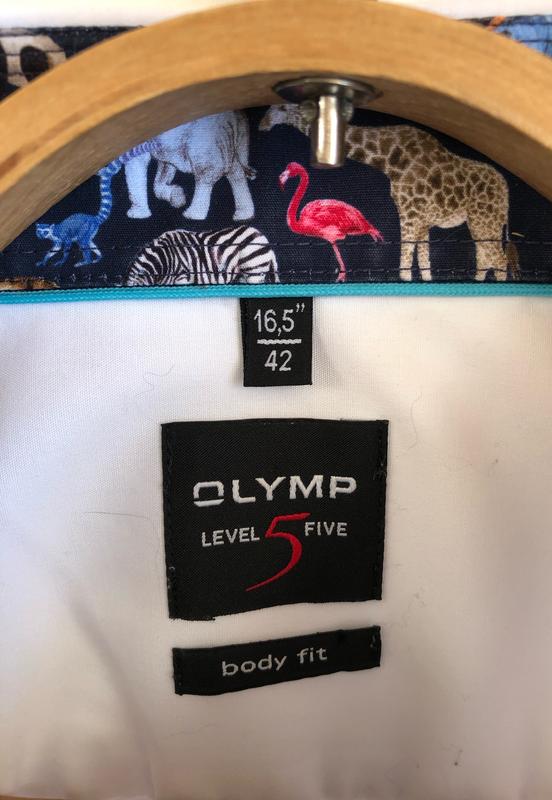 16,5”
42
OLYMP
LEVEL 5 FIVE
body fit